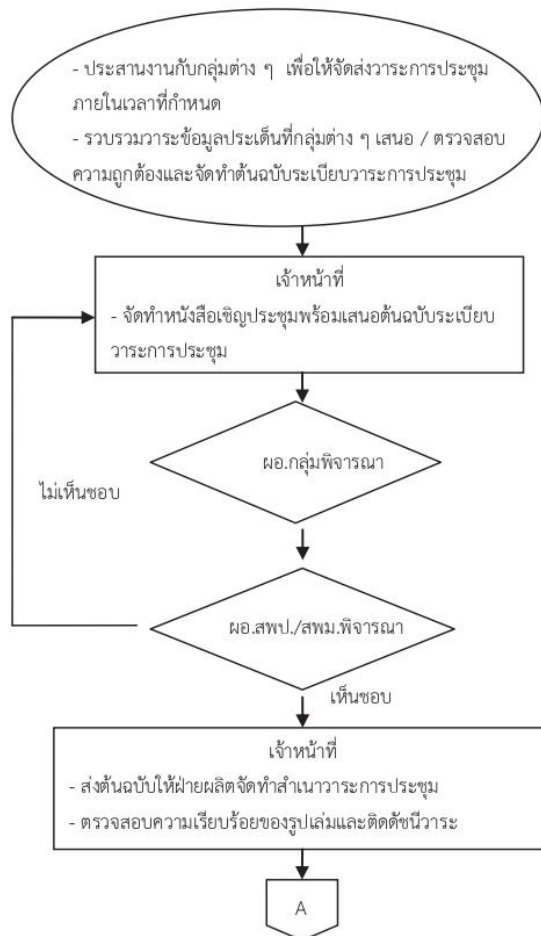 - ประสานงานกับกลุ่มต่าง ๆ เพื่อให้จัดส่งวาระการประชุม
ภายในเวลาที่กำหนด
- รวบรวมวาระข้อมูลประเด็นที่กลุ่มต่าง ๆ เสนอ / ตรวจสอบ
ความถูกต้องและจัดทำต้นฉบับระเบียบวาระการประชุม
เจ้าหน้าที่
- จัดทำหนังสือเชิญประชุมพร้อมเสนอต้นฉบับระเบียบ
วาระการประชุม
ผอ.กลุ่มพิจารณา
ไม่เห็นชอบ
ผอ.สพป./สพม.พิจารณา
เห็นชอบ
เจ้าหน้าที่
- ส่งต้นฉบับให้ฝ่ายผลิตจัดทำสำเนาวาระการประชุม
- ตรวจสอบความเรียบร้อยของรูปเล่มและติดดัชนีวาระ
A